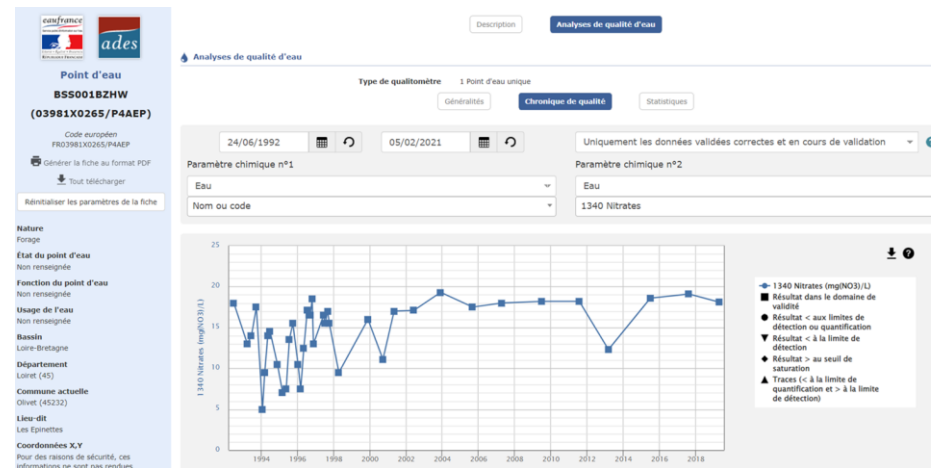 eaufrance
RÉPUBLIQUE FRANÇAISE
ades
Point d'eau
BSS001BZHW
(03981X0265/P4AEP)
Code européen
FR03981X0265/P4AEP
Générer la fiche au format PDF
Tout télécharger
Réinitialiser les paramètres de la fiche
Nature
Forage
État du point d'eau
Non renseignée
Fonction du point d'eau
Non renseignée
Usage de l'eau
Non renseignée
Bassin
Loire-Bretagne
Département
Loiret (45)
Commune actuelle
Olivet (45232)
Lieu-dit
Les Epinettes
Coordonnées X,Y
Pour des raisons de sécurité, ces
informations ne sont pas rendues
Description
Analyses de qualité d'eau
Analyses de qualité d'eau
Type de qualitomètre 1 Point d'eau unique
Généralités
Chronique de qualité
Statistiques
24/06/1992
05/02/2021
Uniquement les données validées correctes et en cours de validation
Paramètre chimique n°1
Paramètre chimique n°2
Eau
Eau
Nom ou code
1340 Nitrates
1340 Nitrates (mg(NO3)/L)
25
20
15
10
5
0
1994 1996 1998 2000 2002 2004 2006 2008 2010 2012 2014 2016 2018
1340 Nitrates (mg(NO3)/L)
Résultat dans le domaine de
validité
Résultat < aux limites de
détection ou quantification
Résultat < à la limite de
détection
Résultat > au seuil de
saturation
Traces (< à la limite de
quantification et > à la limite
de détection)